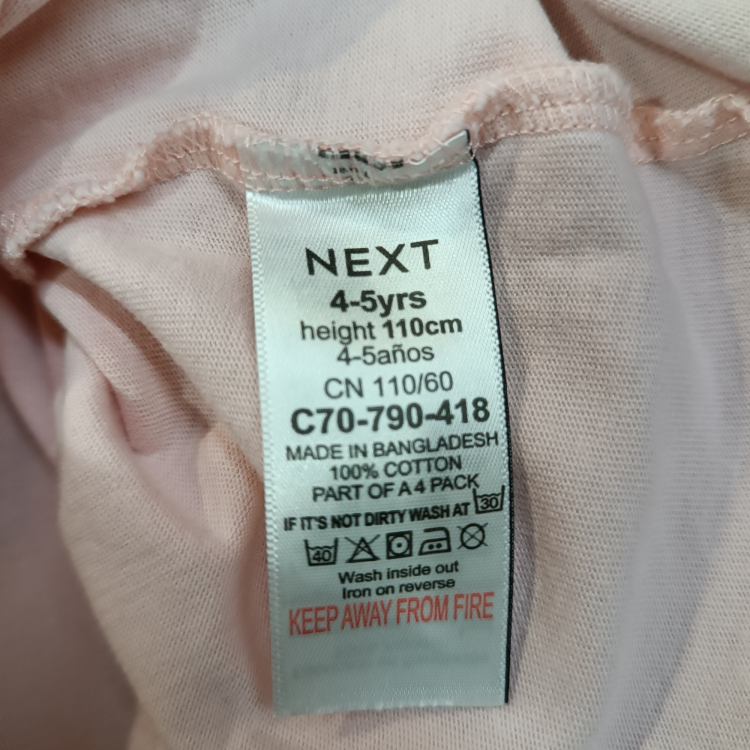 NEXT
4-5yrs
height 110cm
4-5años
CN 110/60
C70-790-418
MADE IN BANGLADESH
100% COTTON
PART OF A 4 PACK
IF IT'S NOT DIRTY WASH AT 30
40
Wash inside out
Iron on reverse
KEEP AWAY FROM FIRE